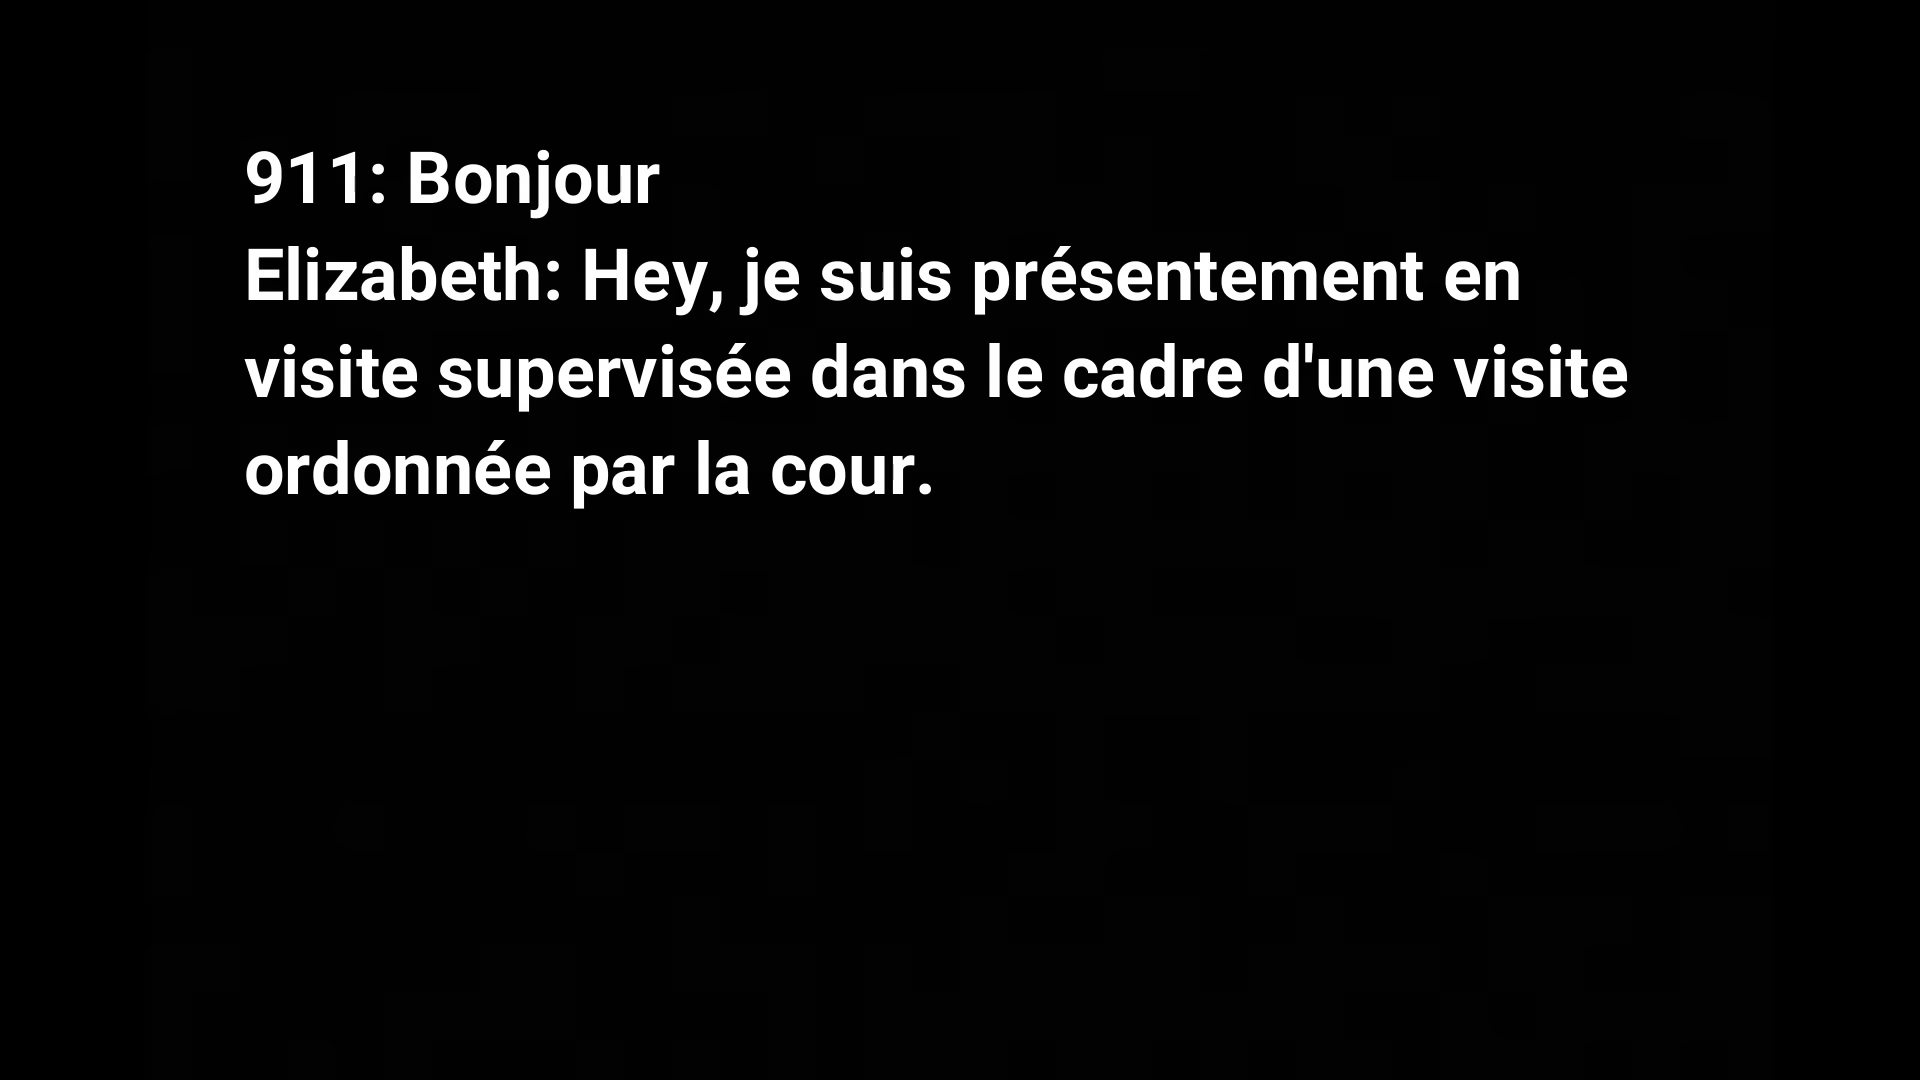 911: Bonjour
Elizabeth: Hey, je suis présentement en
visite supervisée dans le cadre d'une visite
ordonnée par la cour.